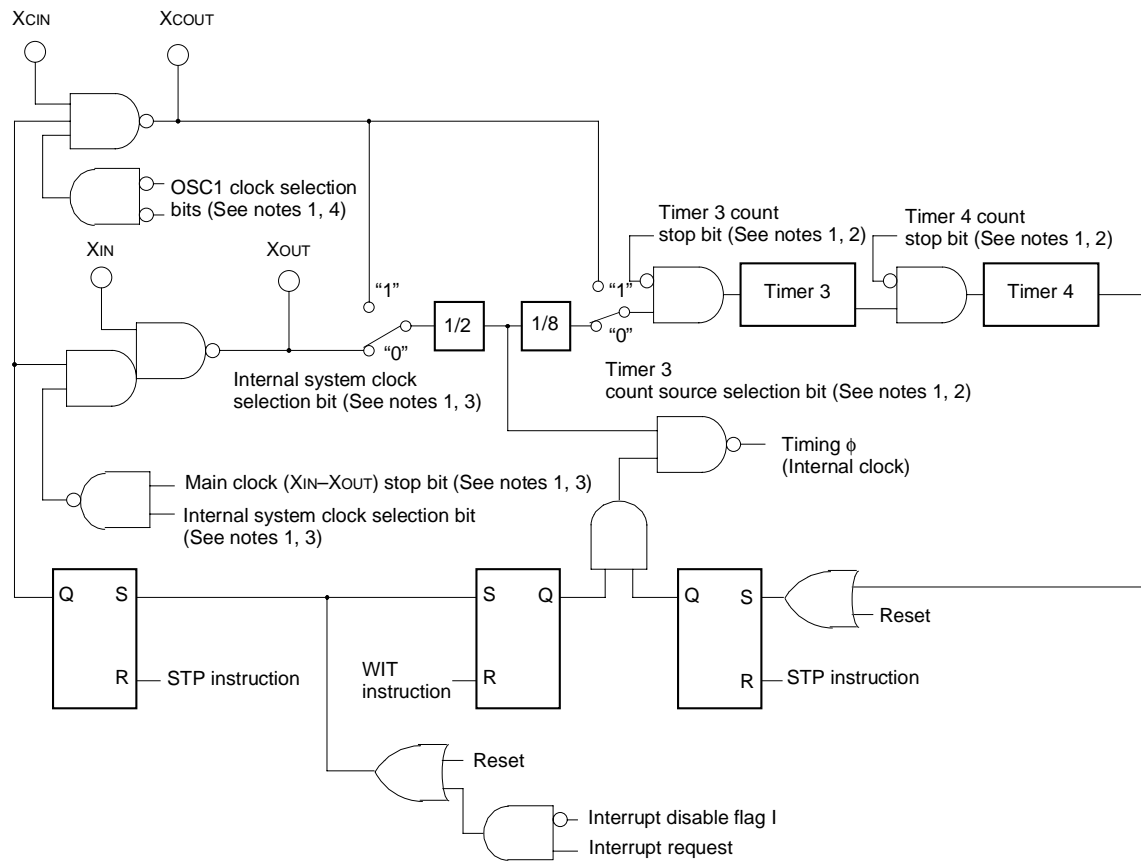 XCIN
XCOUT
OSC1 clock selection
bits (See notes 1, 4)
XIN
XOUT
“1”
“0”
Internal system clock
selection bit (See notes 1, 3)
1/2
1/8
“1”
“0”
Timer 3 count
stop bit (See notes 1, 2)
Timer 3
Timer 4 count
stop bit (See notes 1, 2)
Timer 4
Timer 3
count source selection bit (See notes 1, 2)
Timing ϕ
(Internal clock)
Main clock (XIN–XOUT) stop bit (See notes 1, 3)
Internal system clock selection bit
(See notes 1, 3)
Q S
R
STP instruction
S Q
R
WIT
instruction
Q S
R
Reset
STP instruction
Reset
Interrupt disable flag I
Interrupt request